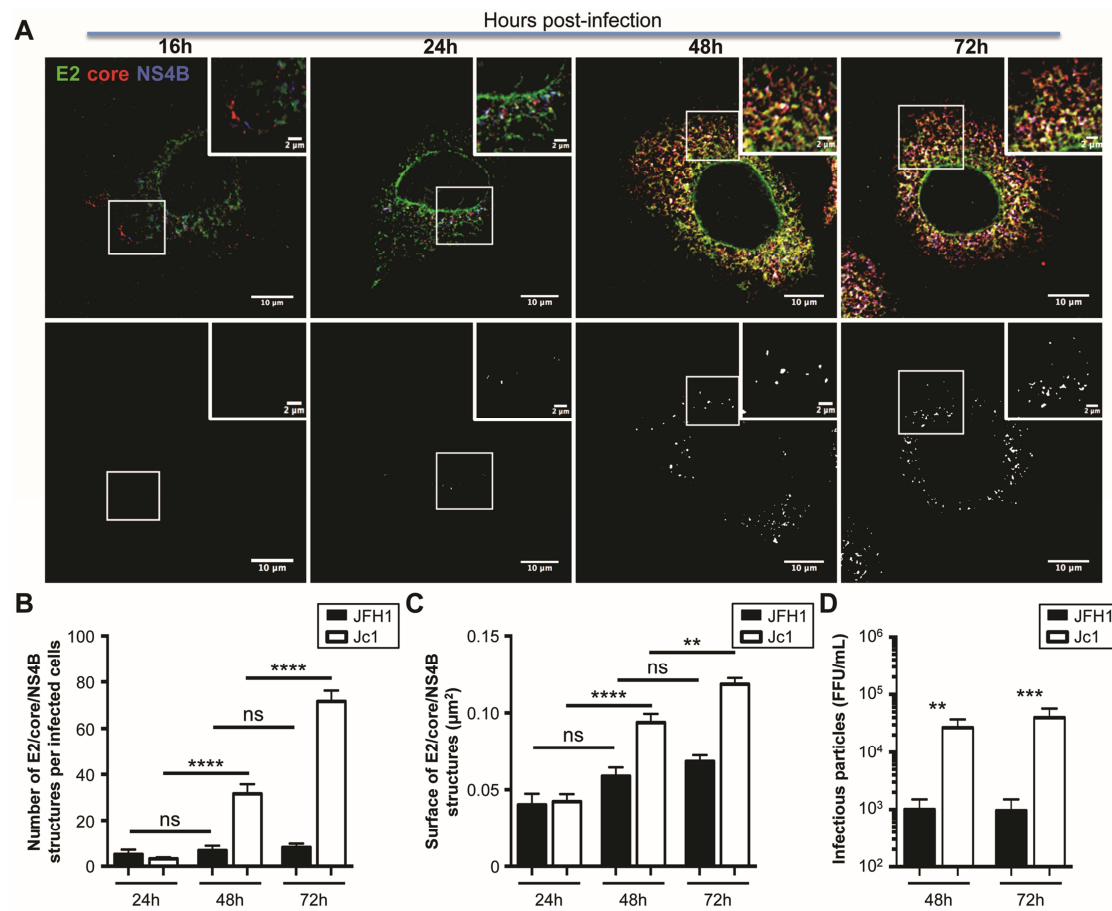 Hours post-infection
A
16h 24h 48h 72h
E2 core NS4B
2 µm
2 µm
2 µm
2 µm
10 µm
10 µm
10 µm
10 µm
2 µm
2 µm
2 µm
2 µm
10 µm
10 µm
10 µm
10 µm
B
JFH1
Jc1
Number of E2/core/NS4B
structures per infected cells
100
80
60
40
20
0
ns
****
ns
****
24h 48h 72h
C
JFH1
Jc1
Surface of E2/core/NS4B
structures (µm²)
0.15
0.10
0.05
0
ns
****
ns
**
24h 48h 72h
D
JFH1
Jc1
Infectious particles (FFU/mL)
10⁶
10⁵
10⁴
10³
10²
**
***
48h 72h